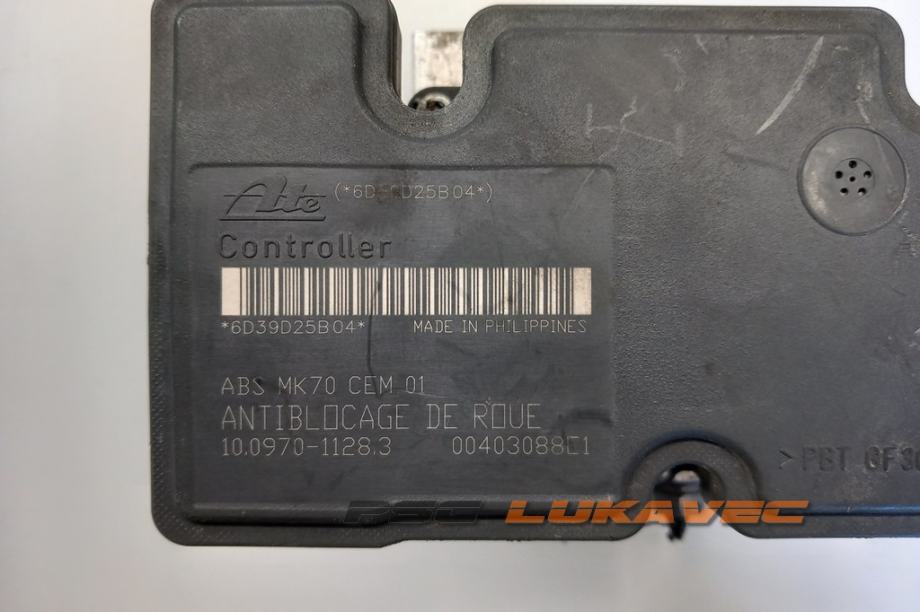 Ate (*6D39D25B04*)
Controller
*6D39D25B04* MADE IN PHILIPPINES
ABS MK70 CEM 01
ANTIBLOCAGE DE ROUE
10.0970-1128.3 00403088E1
>PBT GF30
PSG LUKAVEC